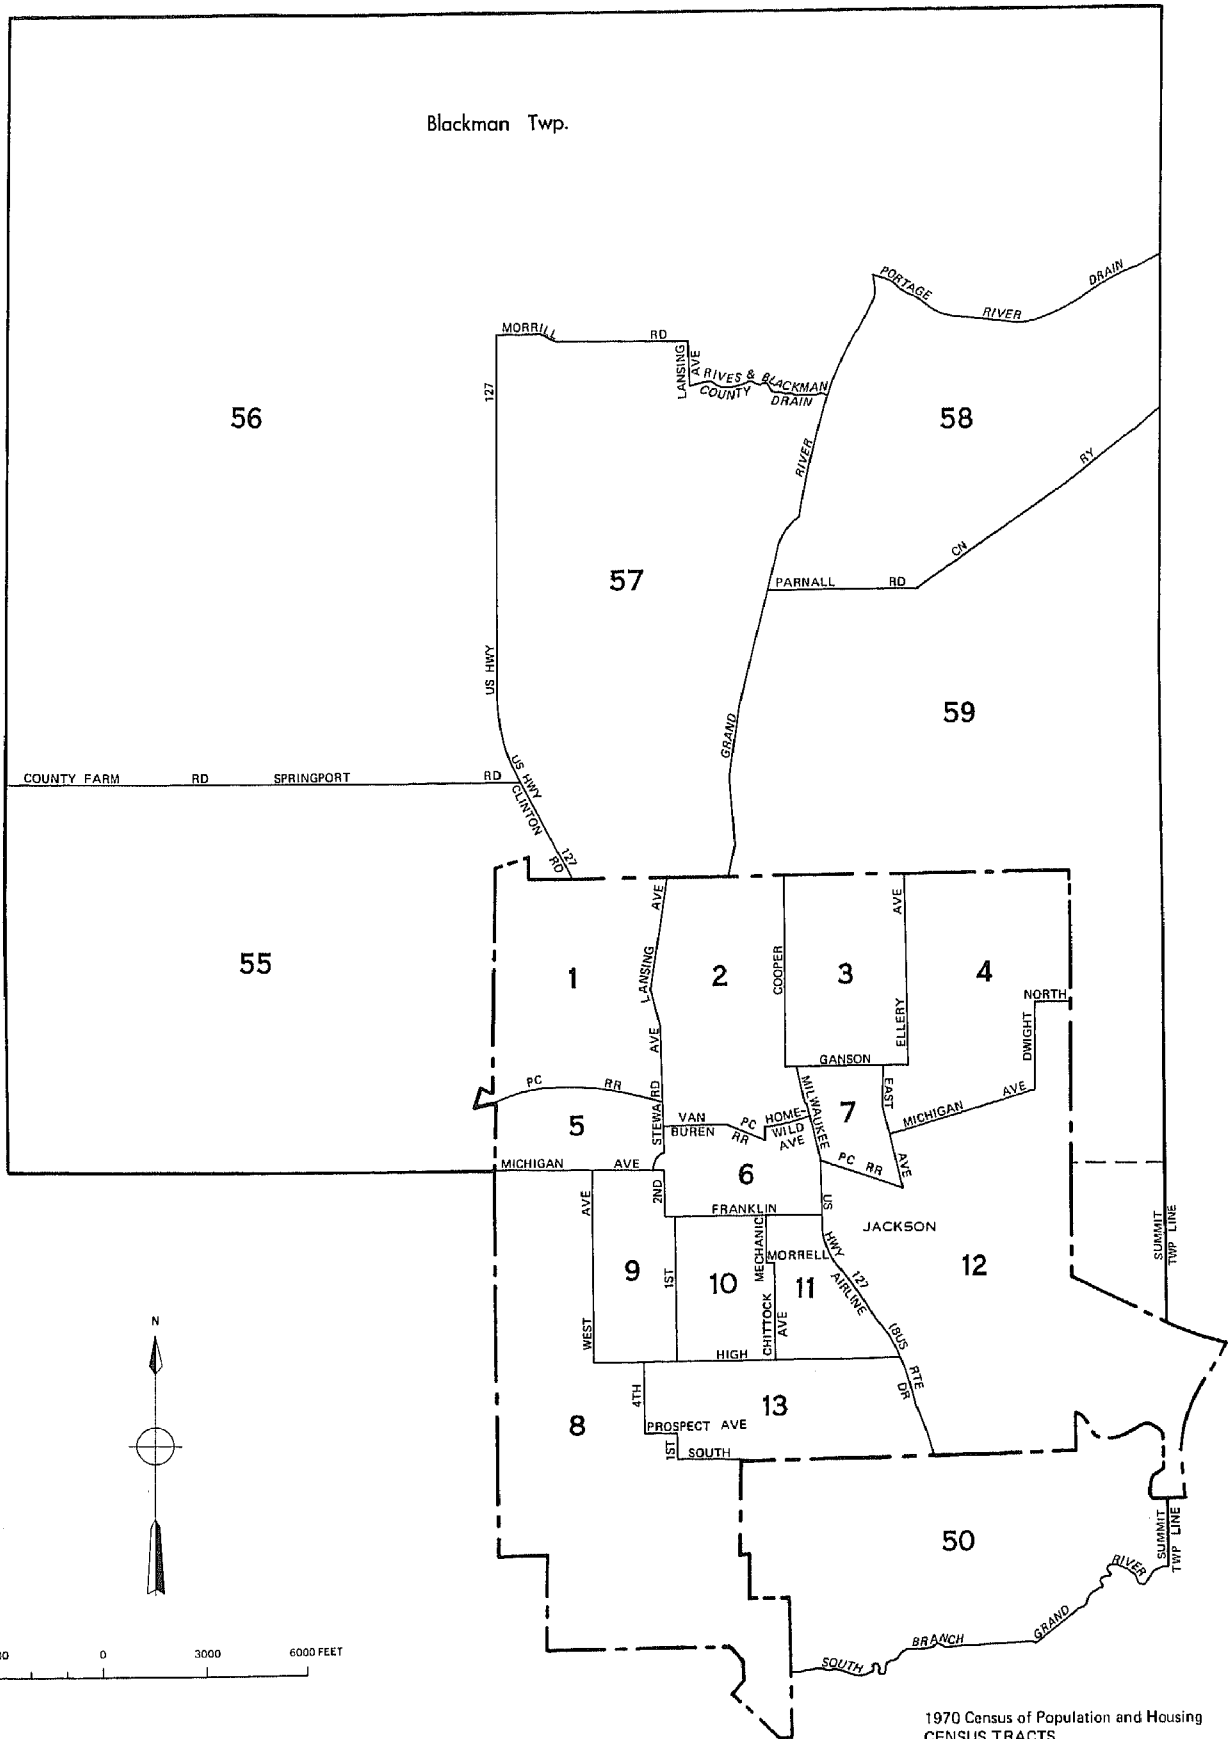 Blackman Twp.
PORTAGE
RIVER
DRAIN
MORRILL RD
LANSING
AVE
RIVES & BLACKMAN
COUNTY DRAIN
127
56
58
RIVER
CN RY
57
PARNALL RD
US HWY
59
GRAND
COUNTY FARM RD SPRINGPORT RD
US HWY
CLINTON
127
RD
55
1
LANSING
AVE
AVE
2
COOPER
3
ELLERY
AVE
4
NORTH
DWIGHT
GANSON
PC RR
STEWARD
5
VAN
BUREN
PC
RR
HOME-
WILD
AVE
MILWAUKEE
7
EAST
AVE
MICHIGAN AVE
PC RR
MICHIGAN AVE
6
2ND
US
FRANKLIN
JACKSON
SUMMIT
TWP LINE
AVE
WEST
9
1ST
10
MECHANIC
MORRELL
11
CHITTOCK
AVE
HWY
127
AIRLINE
(BUS
RTE
DR
12
HIGH
N
4TH
8
13
PROSPECT AVE
1ST
SOUTH
50
SUMMIT
TWP LINE
RIVER
GRAND
BRANCH
SOUTH
0 3000 6000 FEET
1970 Census of Population and Housing
CENSUS TRACTS